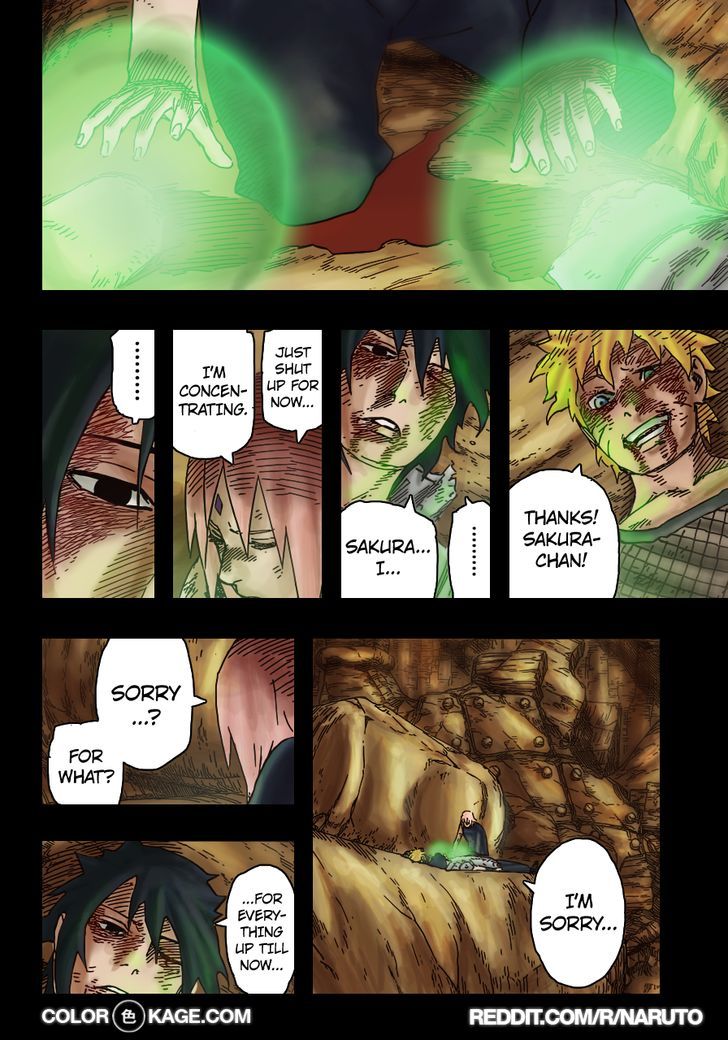 THANKS!
SAKURA-
CHAN!
.........
SAKURA...
I...
JUST
SHUT
UP FOR
NOW...
I'M
CONCEN-
TRATING.
.........
I'M
SORRY...
SORRY
...?
FOR
WHAT?
...FOR
EVERY-
THING
UP TILL
NOW...
COLOR 色 KAGE.COM
REDDIT.COM/R/NARUTO